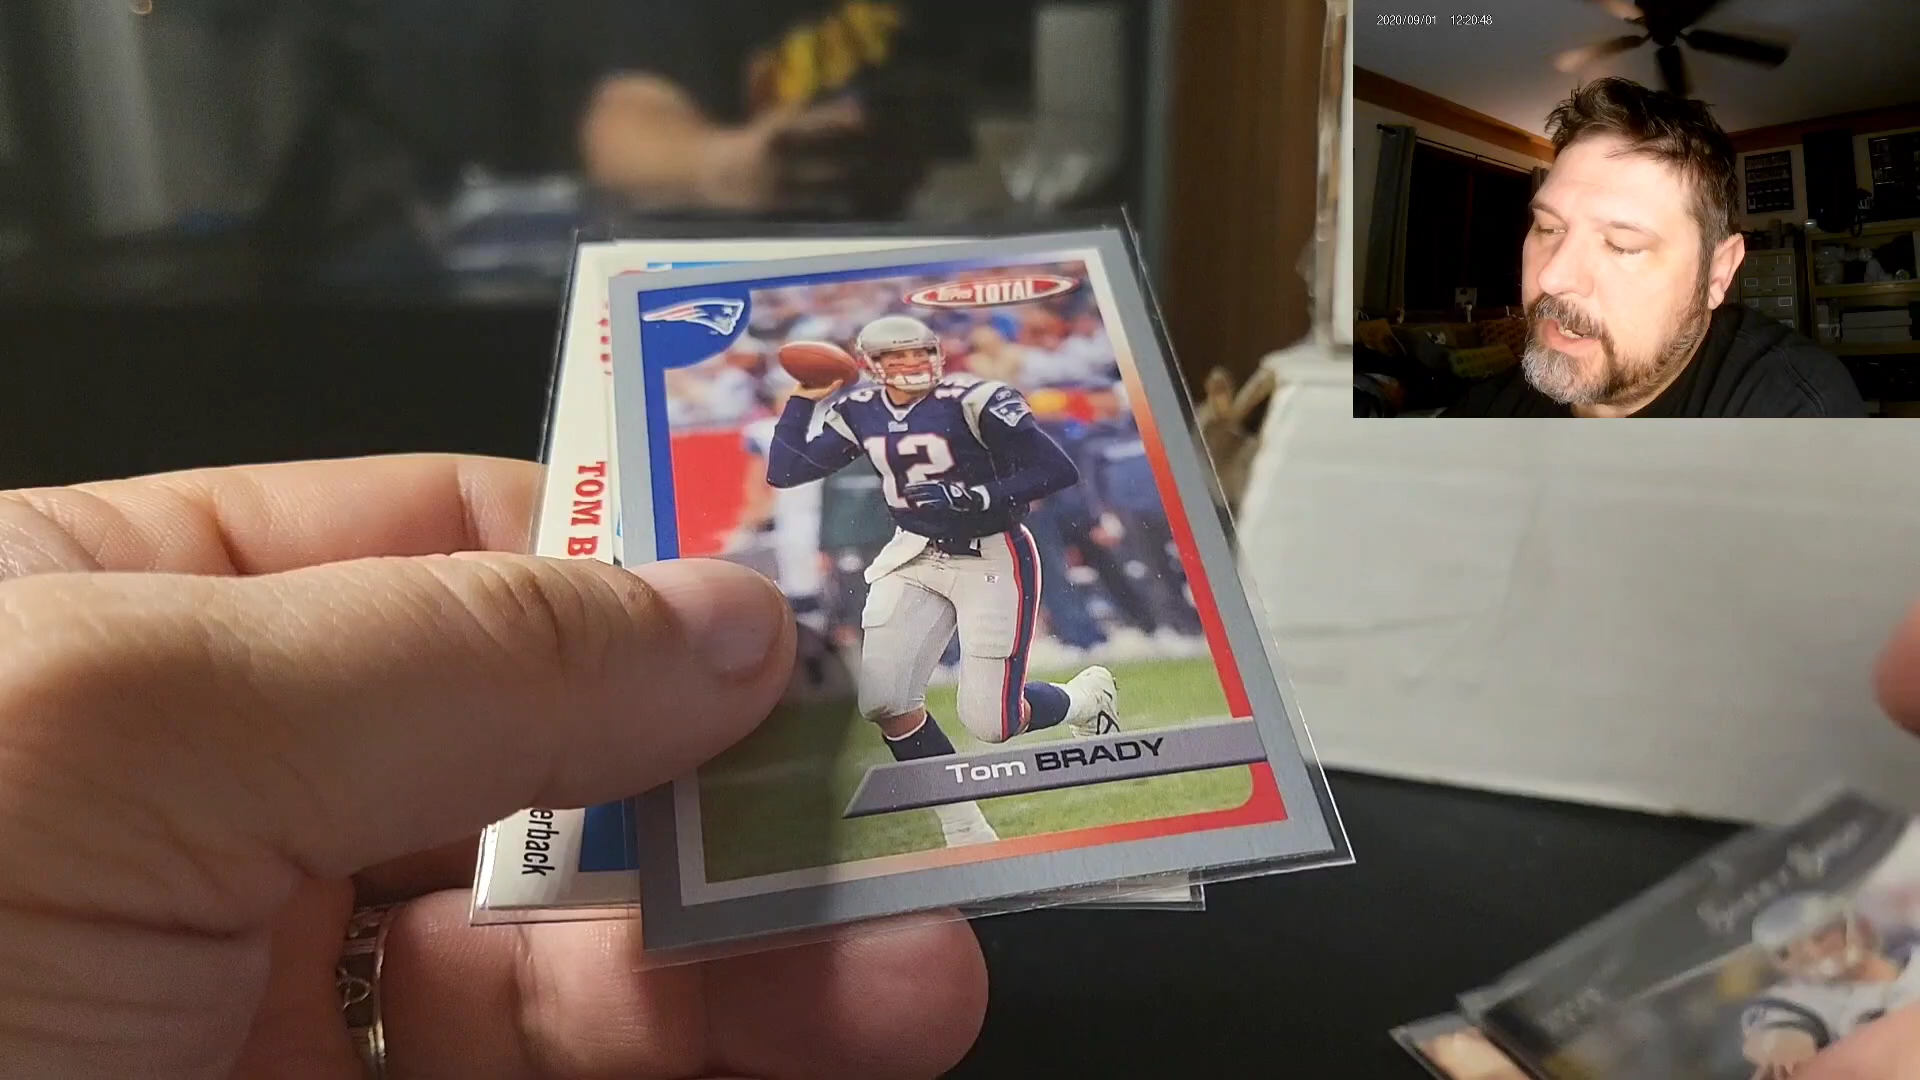 2020/09/01 12:20:48
Topps TOTAL
12
TOM B
Tom BRADY
erback